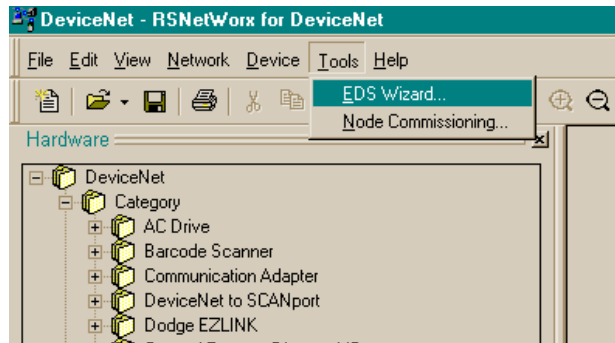 DeviceNet - RSNetWorx for DeviceNet
File Edit View Network Device Tools Help
EDS Wizard...
Node Commissioning...
Hardware
DeviceNet
Category
AC Drive
Barcode Scanner
Communication Adapter
DeviceNet to SCANport
Dodge EZLINK